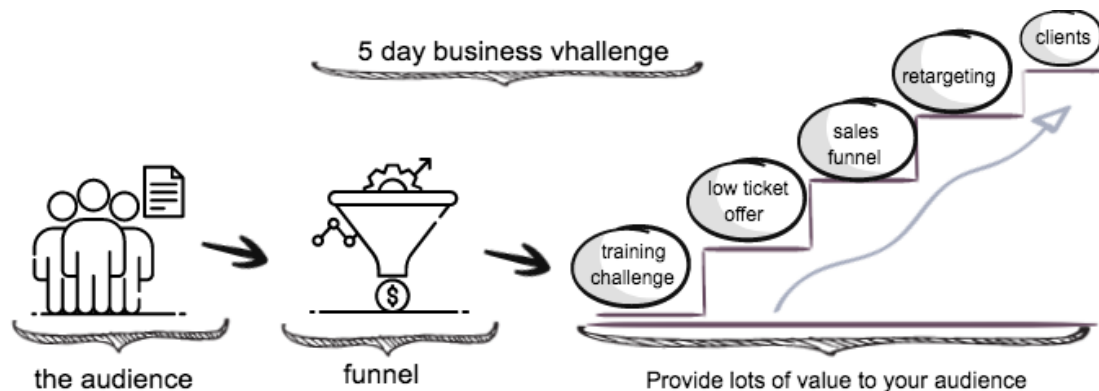 5 day business vhallenge
clients
retargeting
sales
funnel
low ticket
offer
training
challenge
$
the audience
funnel
Provide lots of value to your audience